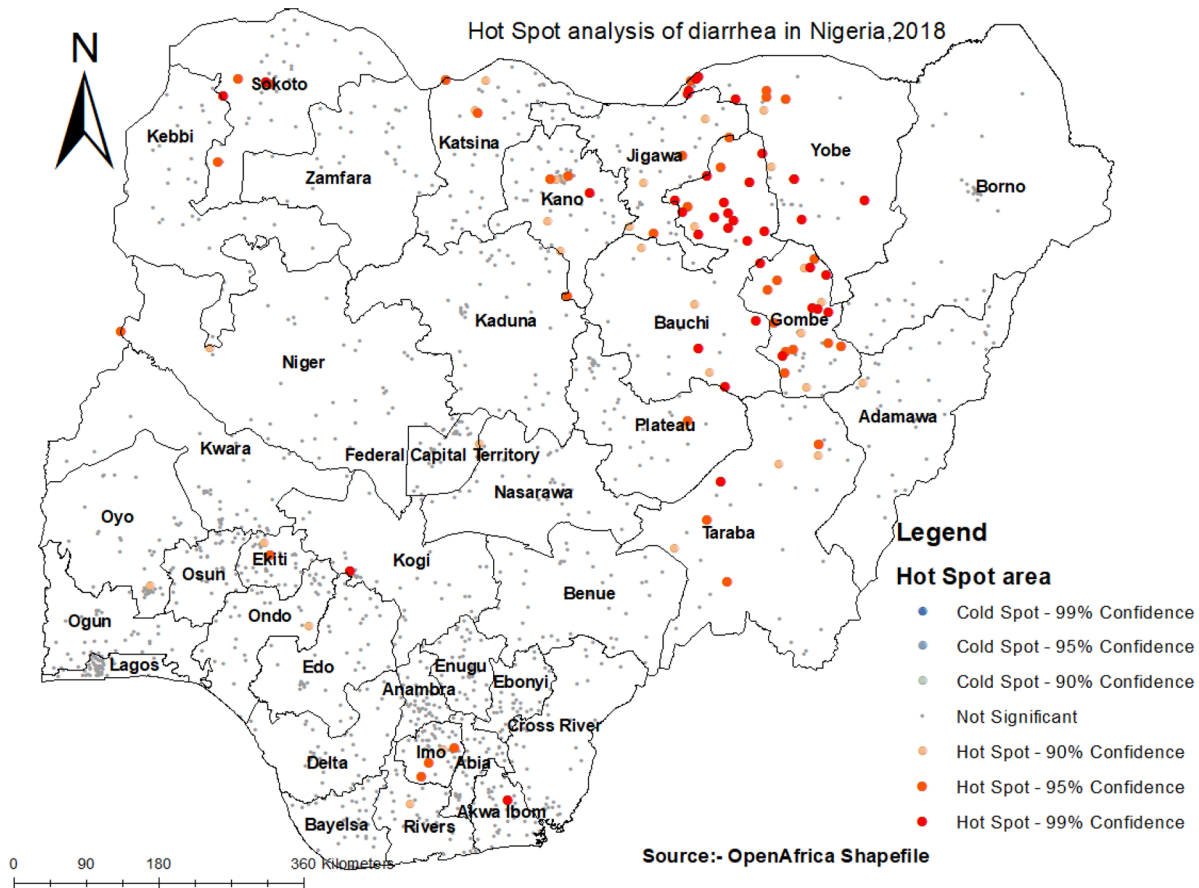 Hot Spot analysis of diarrhea in Nigeria,2018
N
Sokoto
Kebbi
Katsina
Zamfara
Jigawa
Yobe
Kano
Borno
Kaduna
Bauchi
Gombe
Niger
Adamawa
Plateau
Kwara
Federal Capital Territory
Nasarawa
Oyo
Taraba
Legend
Ekiti
Kogi
Osun
Hot Spot area
Benue
Cold Spot - 99% Confidence
Ogun
Ondo
Cold Spot - 95% Confidence
Lagos
Edo
Enugu
Ebonyi
Cold Spot - 90% Confidence
Anambra
Not Significant
Cross River
Imo
Abia
Hot Spot - 90% Confidence
Delta
Hot Spot - 95% Confidence
Akwa Ibom
Bayelsa
Rivers
Hot Spot - 99% Confidence
Source:- OpenAfrica Shapefile
0 90 180 360 Kilometers